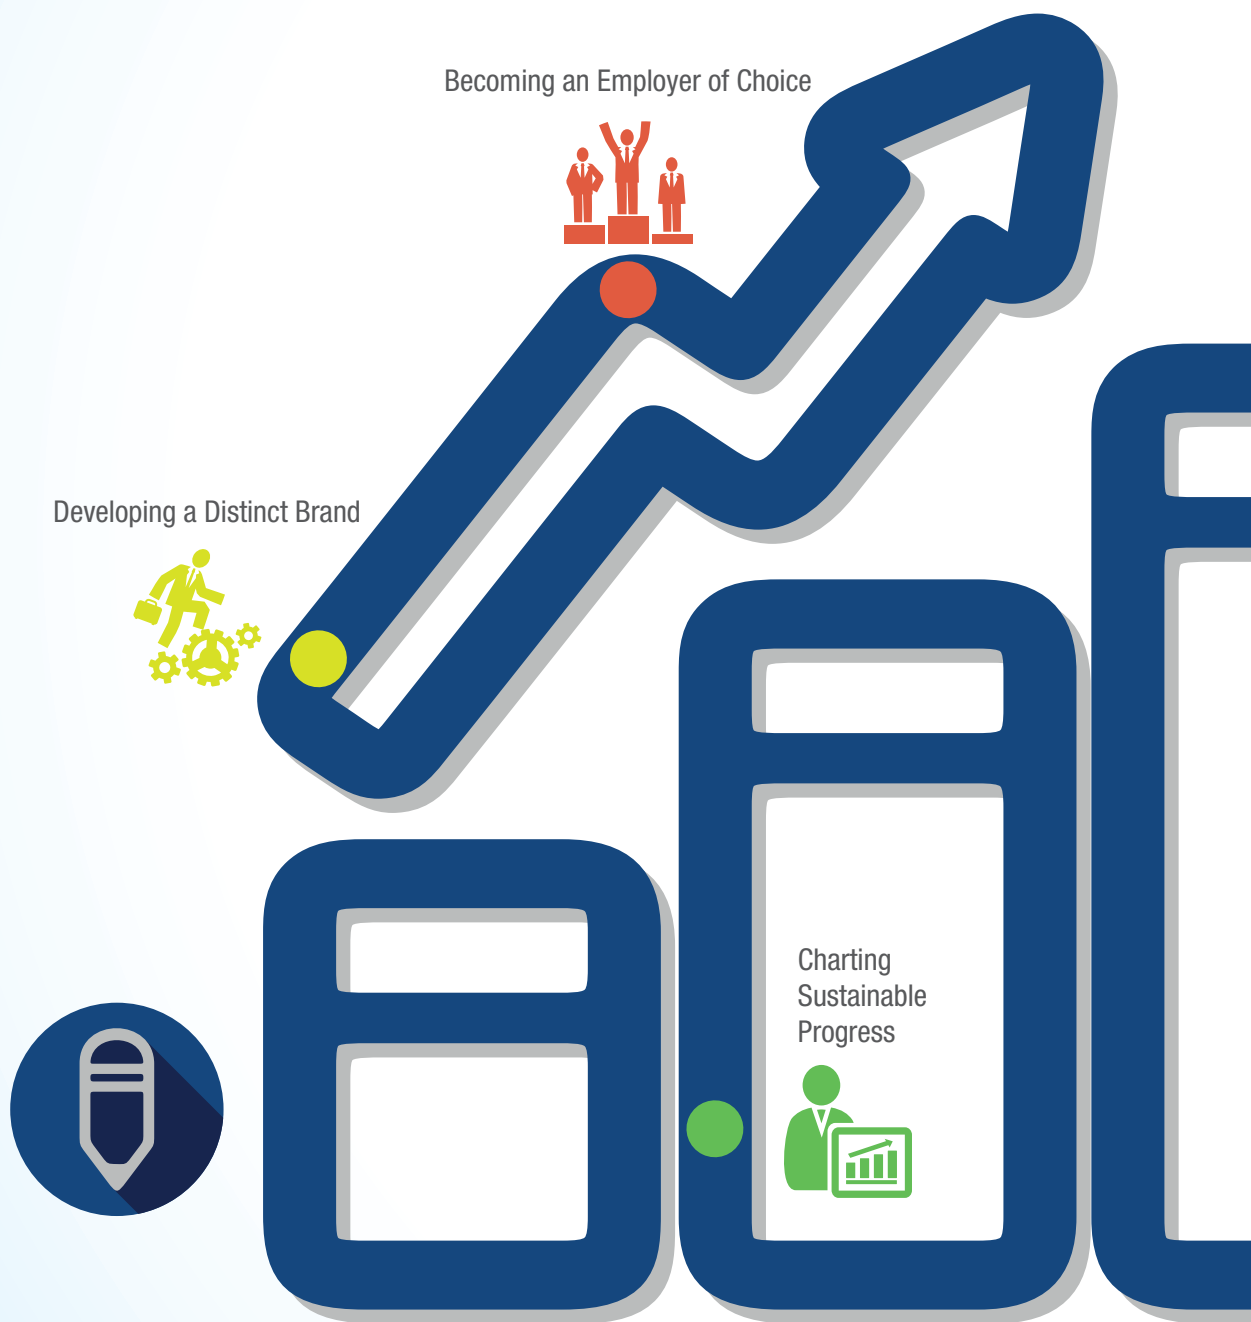 Becoming an Employer of Choice
Developing a Distinct Brand
Charting
Sustainable
Progress